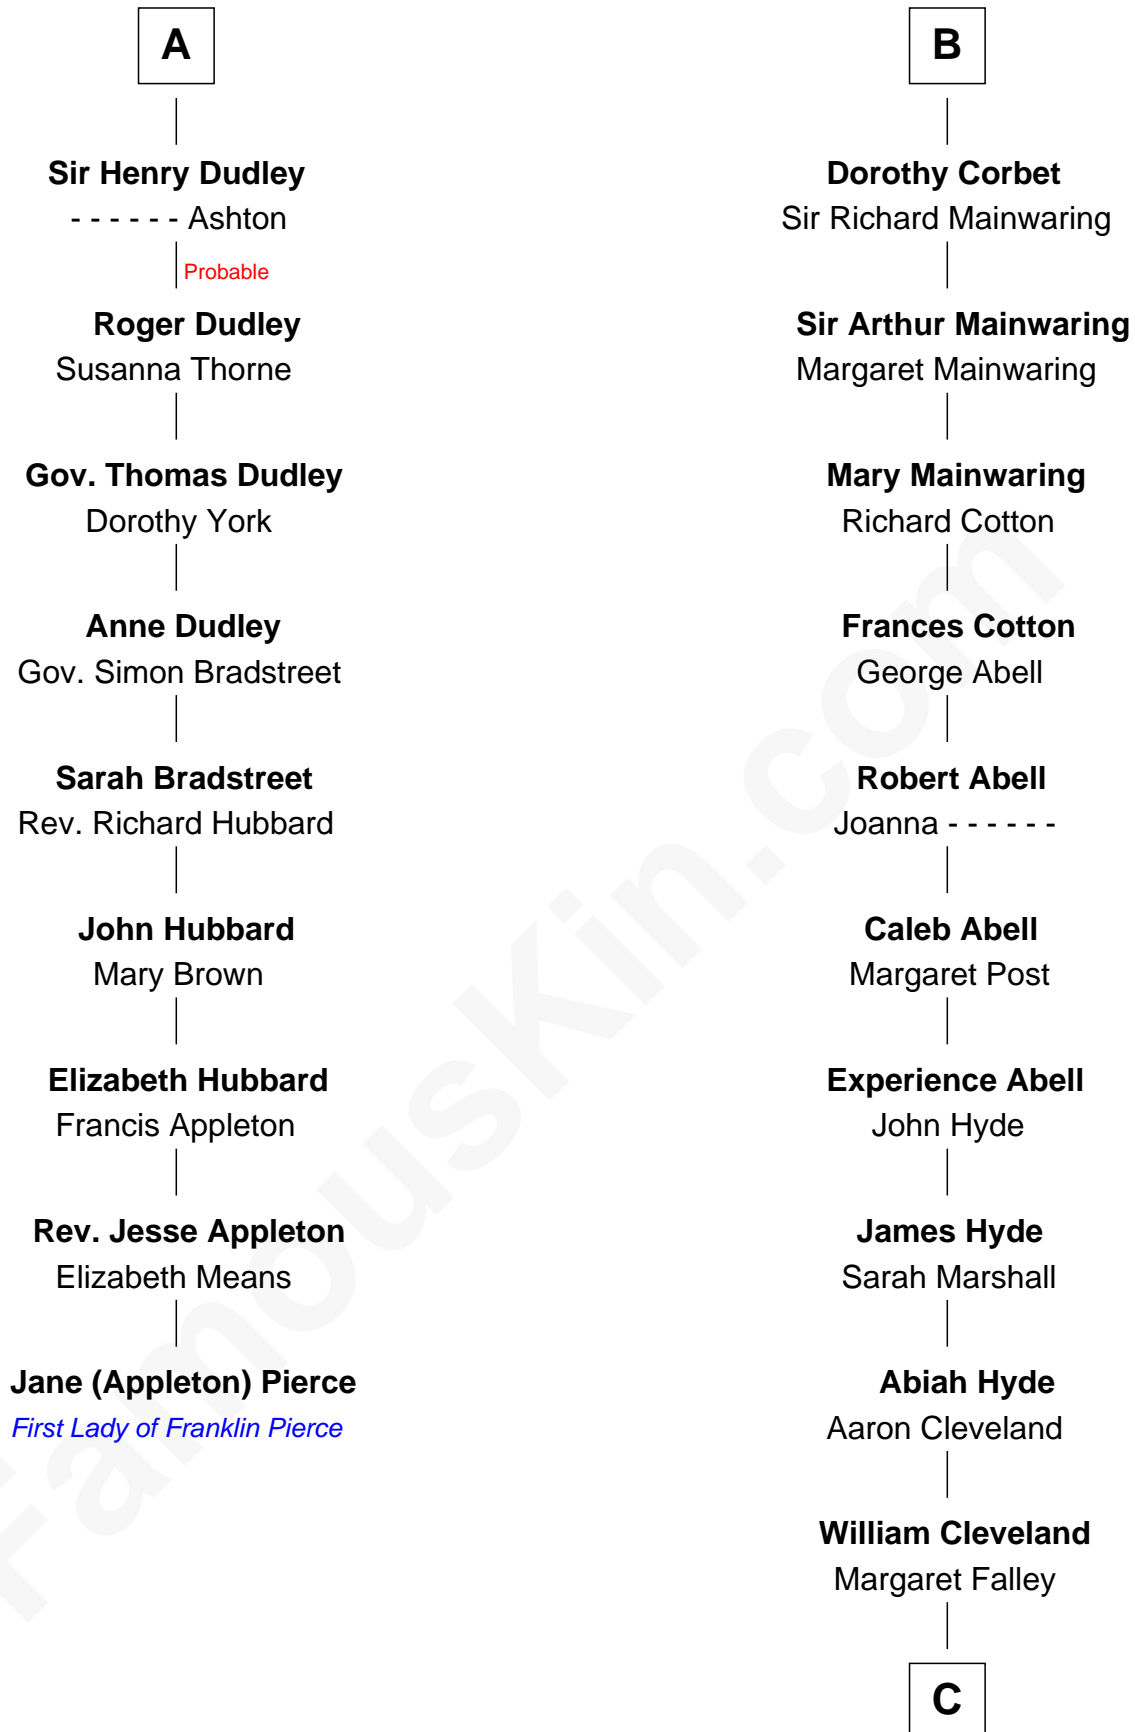 A
Sir Henry Dudley
- - - - - - Ashton
Probable
Roger Dudley
Susanna Thorne
Gov. Thomas Dudley
Dorothy York
Anne Dudley
Gov. Simon Bradstreet
Sarah Bradstreet
Rev. Richard Hubbard
John Hubbard
Mary Brown
Elizabeth Hubbard
Francis Appleton
Rev. Jesse Appleton
Elizabeth Means
Jane (Appleton) Pierce
First Lady of Franklin Pierce
B
Dorothy Corbet
Sir Richard Mainwaring
Sir Arthur Mainwaring
Margaret Mainwaring
Mary Mainwaring
Richard Cotton
Frances Cotton
George Abell
Robert Abell
Joanna - - - - - -
Caleb Abell
Margaret Post
Experience Abell
John Hyde
James Hyde
Sarah Marshall
Abiah Hyde
Aaron Cleveland
William Cleveland
Margaret Falley
C
FamousKin.com